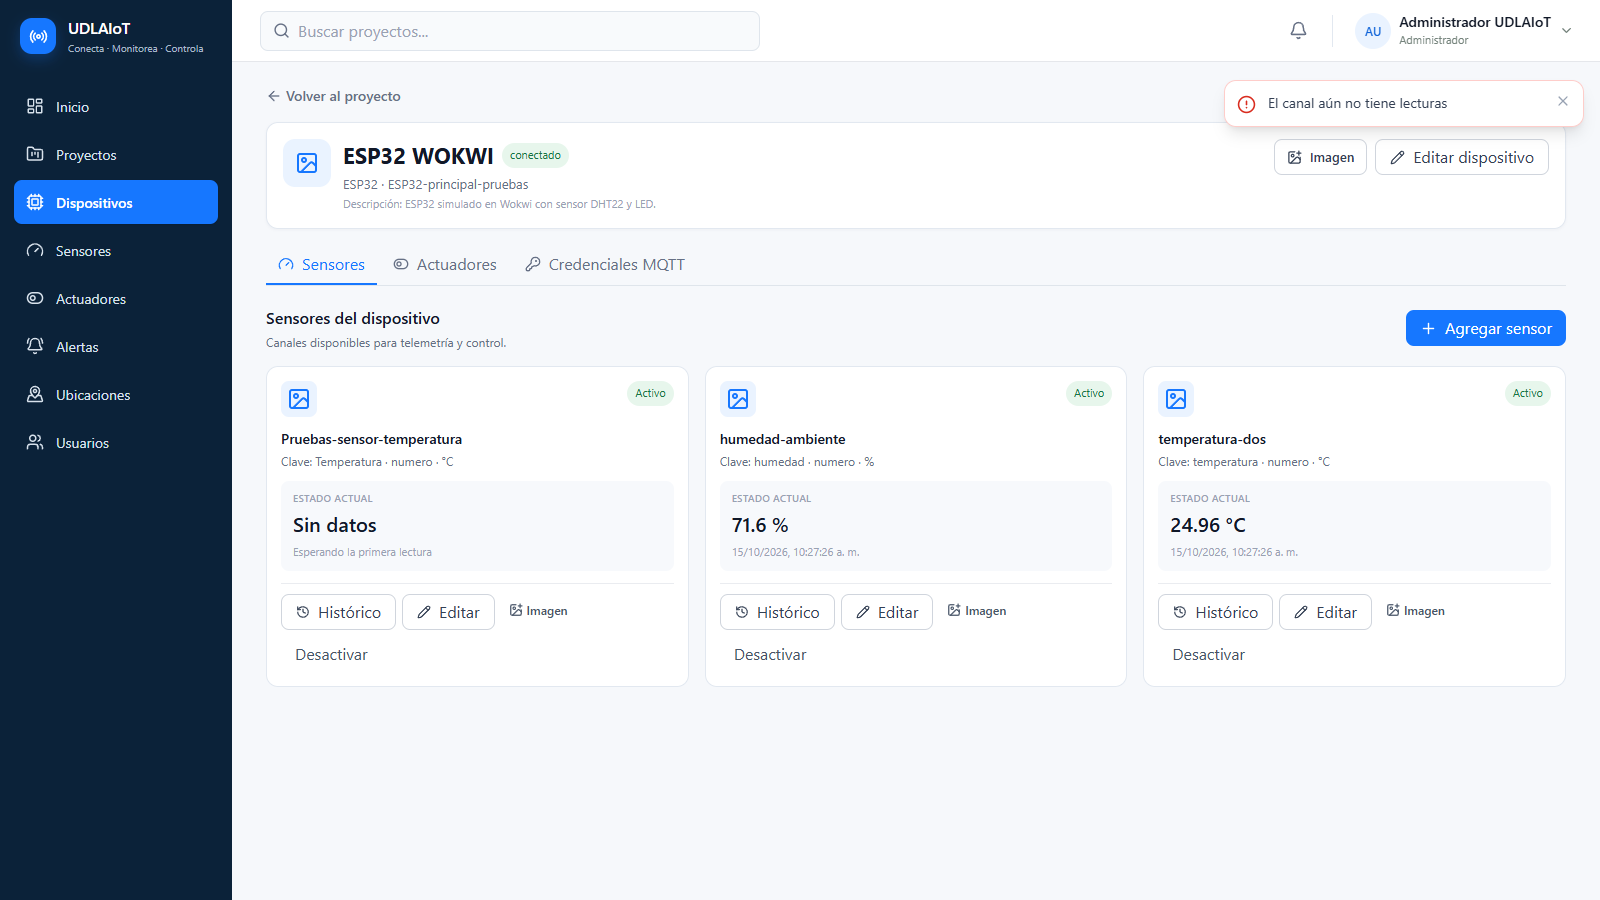 UDLAIoT
Conecta · Monitorea · Controla
Buscar proyectos...
AU
Administrador UDLAIoT
Administrador
Inicio
Proyectos
Dispositivos
Sensores
Actuadores
Alertas
Ubicaciones
Usuarios
Volver al proyecto
El canal aún no tiene lecturas
ESP32 WOKWI
conectado
ESP32 · ESP32-principal-pruebas
Descripción: ESP32 simulado en Wokwi con sensor DHT22 y LED.
Imagen
Editar dispositivo
Sensores
Actuadores
Credenciales MQTT
Sensores del dispositivo
Canales disponibles para telemetría y control.
Agregar sensor
Activo
Pruebas-sensor-temperatura
Clave: Temperatura · numero · °C
ESTADO ACTUAL
Sin datos
Esperando la primera lectura
Histórico
Editar
Imagen
Desactivar
Activo
humedad-ambiente
Clave: humedad · numero · %
ESTADO ACTUAL
71.6 %
15/10/2026, 10:27:26 a. m.
Histórico
Editar
Imagen
Desactivar
Activo
temperatura-dos
Clave: temperatura · numero · °C
ESTADO ACTUAL
24.96 °C
15/10/2026, 10:27:26 a. m.
Histórico
Editar
Imagen
Desactivar